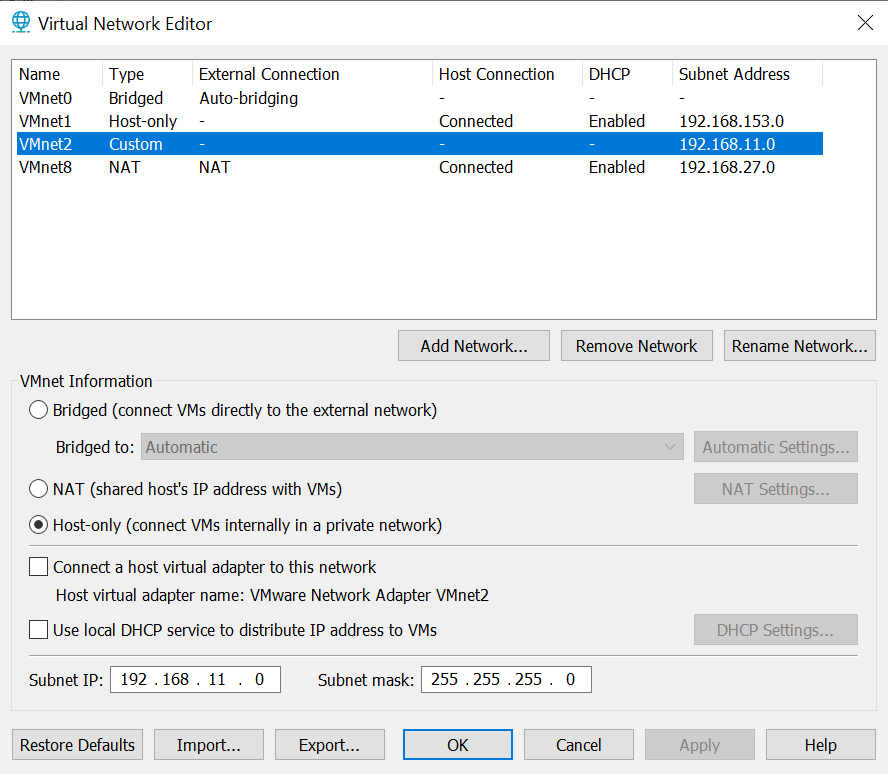 Virtual Network Editor
Name Type External Connection Host Connection DHCP Subnet Address
VMnet0 Bridged Auto-bridging - - -
VMnet1 Host-only - Connected Enabled 192.168.153.0
VMnet2 Custom - - - 192.168.11.0
VMnet8 NAT NAT Connected Enabled 192.168.27.0
Add Network... Remove Network Rename Network...
VMnet Information
Bridged (connect VMs directly to the external network)
Bridged to: Automatic Automatic Settings...
NAT (shared host's IP address with VMs) NAT Settings...
Host-only (connect VMs internally in a private network)
Connect a host virtual adapter to this network
Host virtual adapter name: VMware Network Adapter VMnet2
Use local DHCP service to distribute IP address to VMs DHCP Settings...
Subnet IP: 192 . 168 . 11 . 0 Subnet mask: 255 . 255 . 255 . 0
Restore Defaults Import... Export... OK Cancel Apply Help